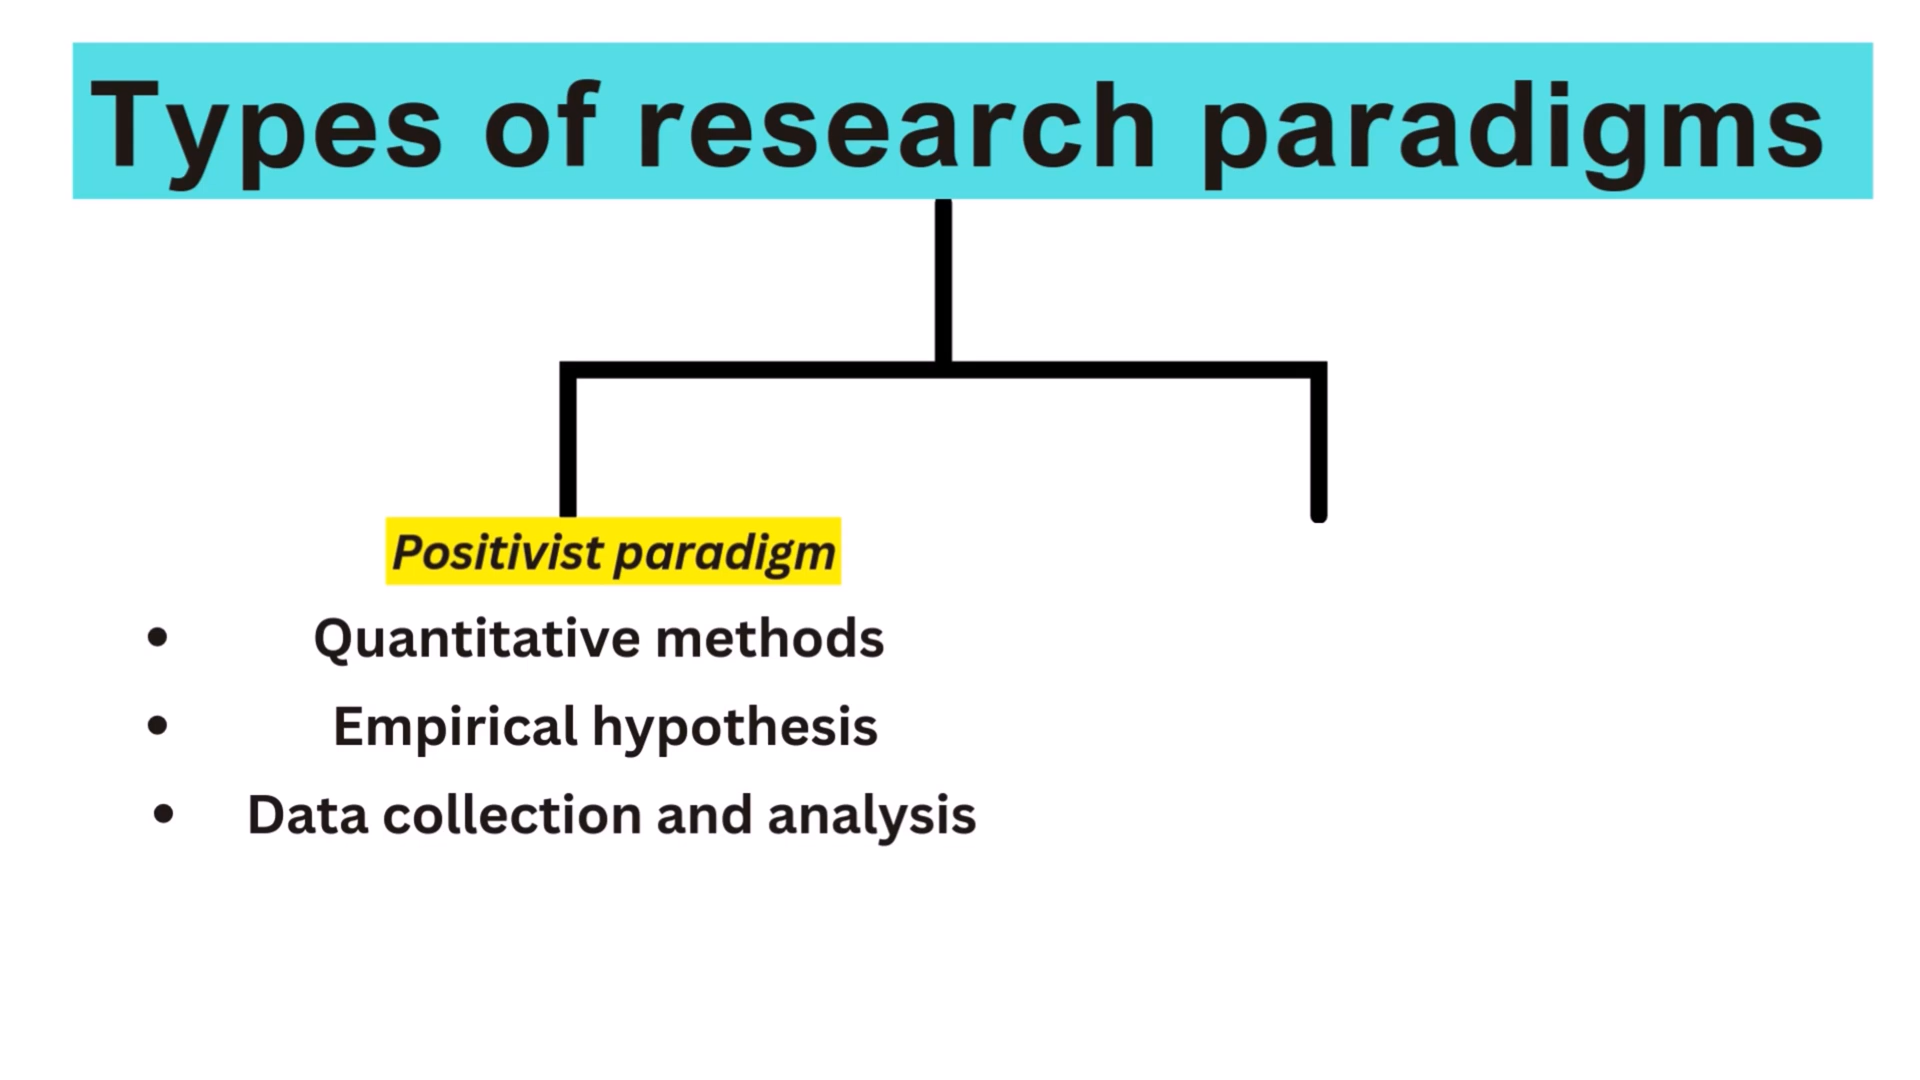 Types of research paradigms
Positivist paradigm
• Quantitative methods
• Empirical hypothesis
• Data collection and analysis